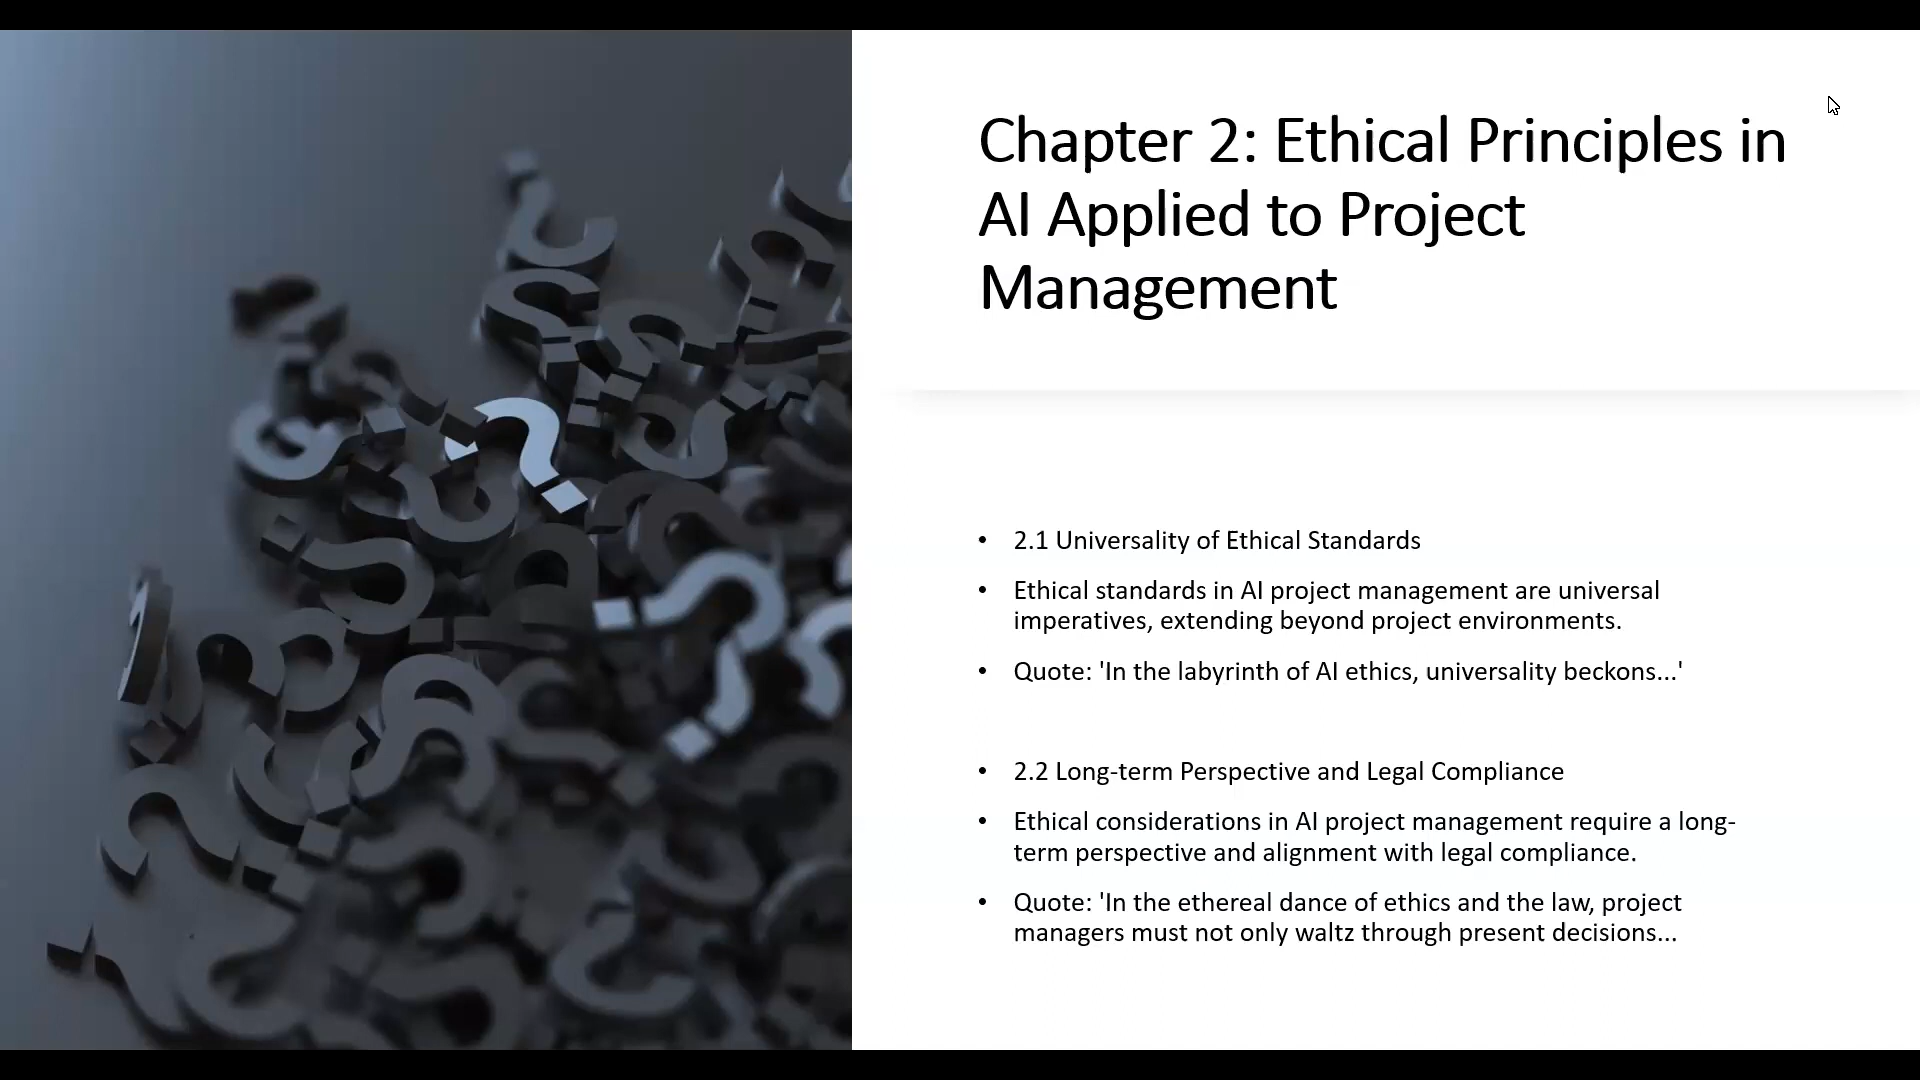 Chapter 2: Ethical Principles in
AI Applied to Project
Management
• 2.1 Universality of Ethical Standards
• Ethical standards in AI project management are universal
imperatives, extending beyond project environments.
• Quote: 'In the labyrinth of AI ethics, universality beckons...'
• 2.2 Long-term Perspective and Legal Compliance
• Ethical considerations in AI project management require a long-
term perspective and alignment with legal compliance.
• Quote: 'In the ethereal dance of ethics and the law, project
managers must not only waltz through present decisions...